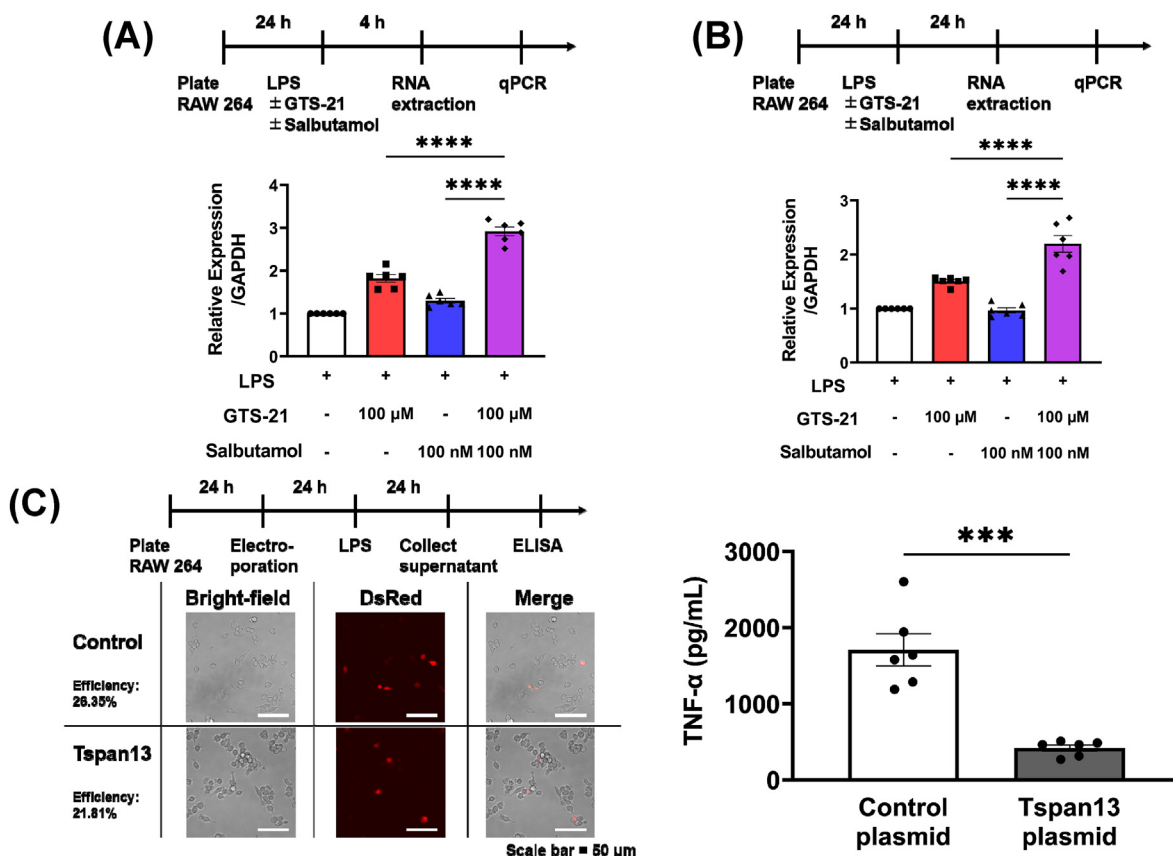 (A)
24 h 4 h
Plate LPS RNA qPCR
RAW 264 ±GTS-21 extraction
±Salbutamol
**** 
****
Relative Expression
/GAPDH
4
3
2
1
0
LPS + + + +
GTS-21 - 100 µM - 100 µM
Salbutamol - - 100 nM 100 nM
(B)
24 h 24 h
Plate LPS RNA qPCR
RAW 264 ±GTS-21 extraction
±Salbutamol
****
****
Relative Expression
/GAPDH
3
2
1
0
LPS + + + +
GTS-21 - 100 µM - 100 µM
Salbutamol - - 100 nM 100 nM
(C)
24 h 24 h 24 h
Plate Electro- LPS Collect ELISA
RAW 264 poration supernatant
Bright-field DsRed Merge
Control
Efficiency:
26.35%
Tspan13
Efficiency:
21.81%
Scale bar = 50 µm
***
TNF-α (pg/mL)
3000
2000
1000
0
Control Tspan13
plasmid plasmid